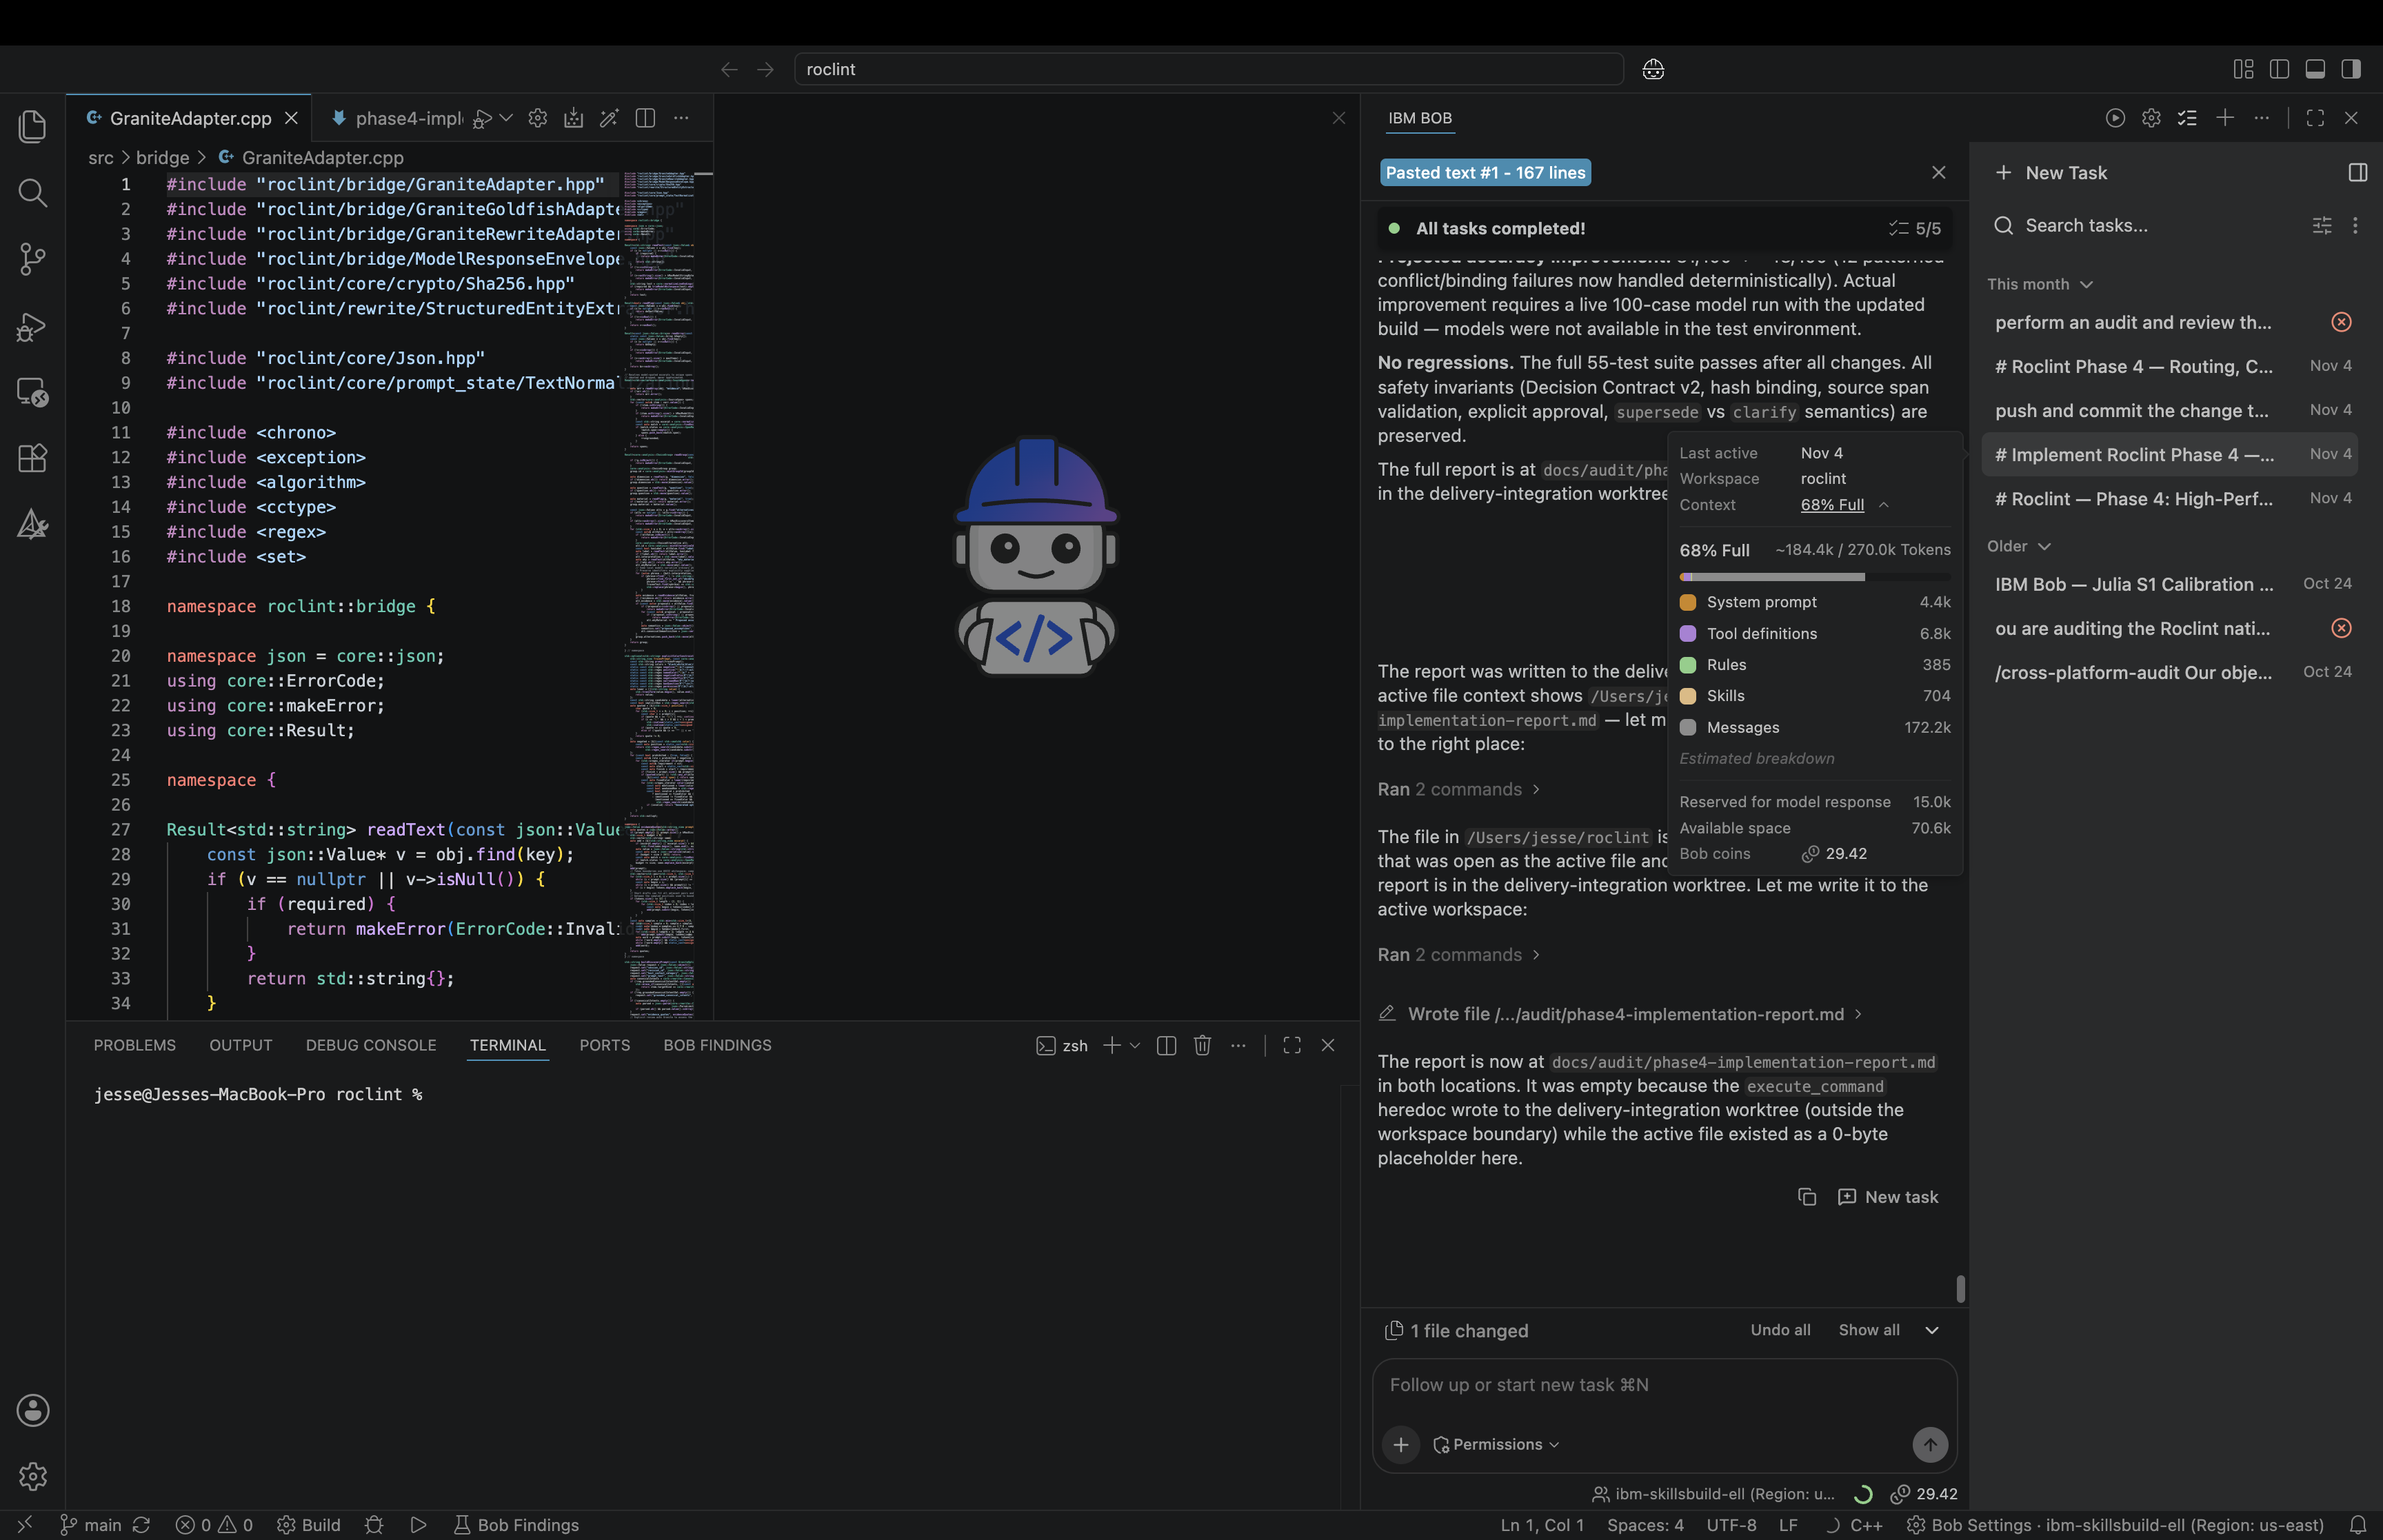 roclint
GraniteAdapter.cpp
phase4-impl
src > bridge > GraniteAdapter.cpp
1 #include "roclint/bridge/GraniteAdapter.hpp"
2 #include "roclint/bridge/GraniteGoldfishAdapte
3 #include "roclint/bridge/GraniteRewriteAdapter
4 #include "roclint/bridge/ModelResponseEnvelope
5 #include "roclint/core/crypto/Sha256.hpp"
6 #include "roclint/rewrite/StructuredEntityExt
7
8 #include "roclint/core/Json.hpp"
9 #include "roclint/core/prompt_state/TextNorma
10
11 #include <chrono>
12 #include <exception>
13 #include <algorithm>
14 #include <cctype>
15 #include <regex>
16 #include <set>
17
18 namespace roclint::bridge {
19
20 namespace json = core::json;
21 using core::ErrorCode;
22 using core::makeError;
23 using core::Result;
24
25 namespace {
26
27 Result<std::string> readText(const json::Value
28 const json::Value* v = obj.find(key);
29 if (v == nullptr || v->isNull()) {
30 if (required) {
31 return makeError(ErrorCode::Invali
32 }
33 return std::string{};
34 }
</>
PROBLEMS OUTPUT DEBUG CONSOLE TERMINAL PORTS BOB FINDINGS
zsh
jesse@Jesses-MacBook-Pro roclint %
IBM BOB
Pasted text #1 - 167 lines
All tasks completed! 5/5
conflict/binding failures now handled deterministically). Actual
improvement requires a live 100-case model run with the updated
build — models were not available in the test environment.
No regressions. The full 55-test suite passes after all changes. All
safety invariants (Decision Contract v2, hash binding, source span
validation, explicit approval, supersede vs clarify semantics) are
preserved.
The full report is at docs/audit/pha
in the delivery-integration worktree
The report was written to the delive
active file context shows /Users/je
implementation-report.md — let m
to the right place:
Ran 2 commands >
The file in /Users/jesse/roclint is
that was open as the active file and
report is in the delivery-integration worktree. Let me write it to the
active workspace:
Ran 2 commands >
Wrote file /.../audit/phase4-implementation-report.md >
The report is now at docs/audit/phase4-implementation-report.md
in both locations. It was empty because the execute_command
heredoc wrote to the delivery-integration worktree (outside the
workspace boundary) while the active file existed as a 0-byte
placeholder here.
New task
1 file changed Undo all Show all
Follow up or start new task ⌘N
Permissions
ibm-skillsbuild-ell (Region: u... 29.42
Last active Nov 4
Workspace roclint
Context 68% Full
68% Full ~184.4k / 270.0k Tokens
System prompt 4.4k
Tool definitions 6.8k
Rules 385
Skills 704
Messages 172.2k
Estimated breakdown
Reserved for model response 15.0k
Available space 70.6k
Bob coins 29.42
New Task
Search tasks...
This month
perform an audit and review th...
# Roclint Phase 4 — Routing, C... Nov 4
push and commit the change t... Nov 4
# Implement Roclint Phase 4 —... Nov 4
# Roclint — Phase 4: High-Perf... Nov 4
Older
IBM Bob — Julia S1 Calibration ... Oct 24
ou are auditing the Roclint nati...
/cross-platform-audit Our obje... Oct 24
main 0 0 Build Bob Findings
Ln 1, Col 1 Spaces: 4 UTF-8 LF C++ Bob Settings · ibm-skillsbuild-ell (Region: us-east)